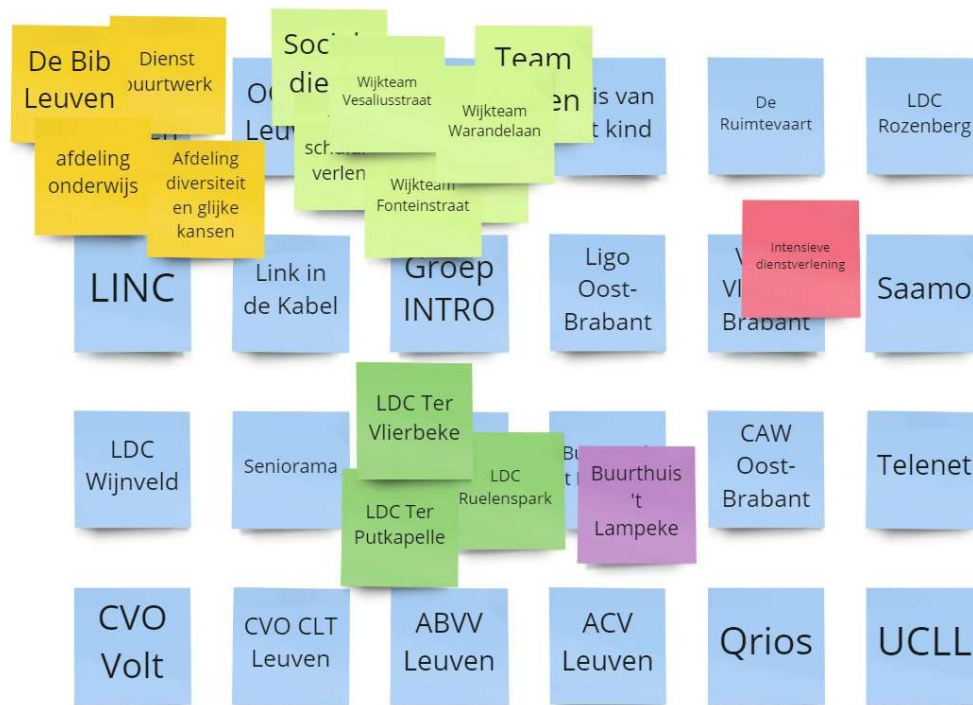 De Bib
Leuven
Dienst
buurtwerk
afdeling
onderwijs
Afdeling
diversiteit
en glijke
kansen
Wijkteam
Vesaliusstraat
Wijkteam
Warandelaan
Team
Wijkteam
Fonteinstraat
De
Ruimtevaart
LDC
Rozenberg
LINC
Link in
de Kabel
Groep
INTRO
Ligo
Oost-
Brabant
Brabant
Intensieve
dienstverlening
Saamo
LDC
Wijnveld
Seniorama
LDC Ter
Vlierbeke
LDC
Ruelenspark
LDC Ter
Putkapelle
Buurthuis
't
Lampeke
CAW
Oost-
Brabant
Telenet
CVO
Volt
CVO CLT
Leuven
ABVV
Leuven
ACV
Leuven
Qrios
UCLL